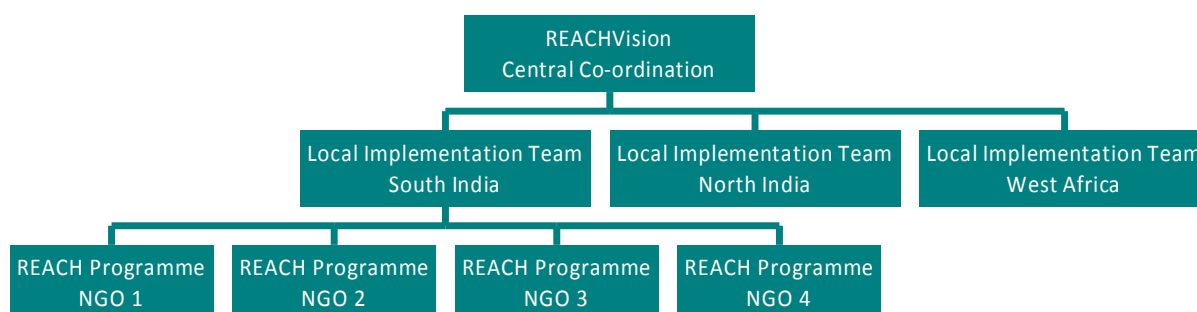 REACHVision
Central Co-ordination
Local Implementation Team
South India
Local Implementation Team
North India
Local Implementation Team
West Africa
REACH Programme
NGO 1
REACH Programme
NGO 2
REACH Programme
NGO 3
REACH Programme
NGO 4